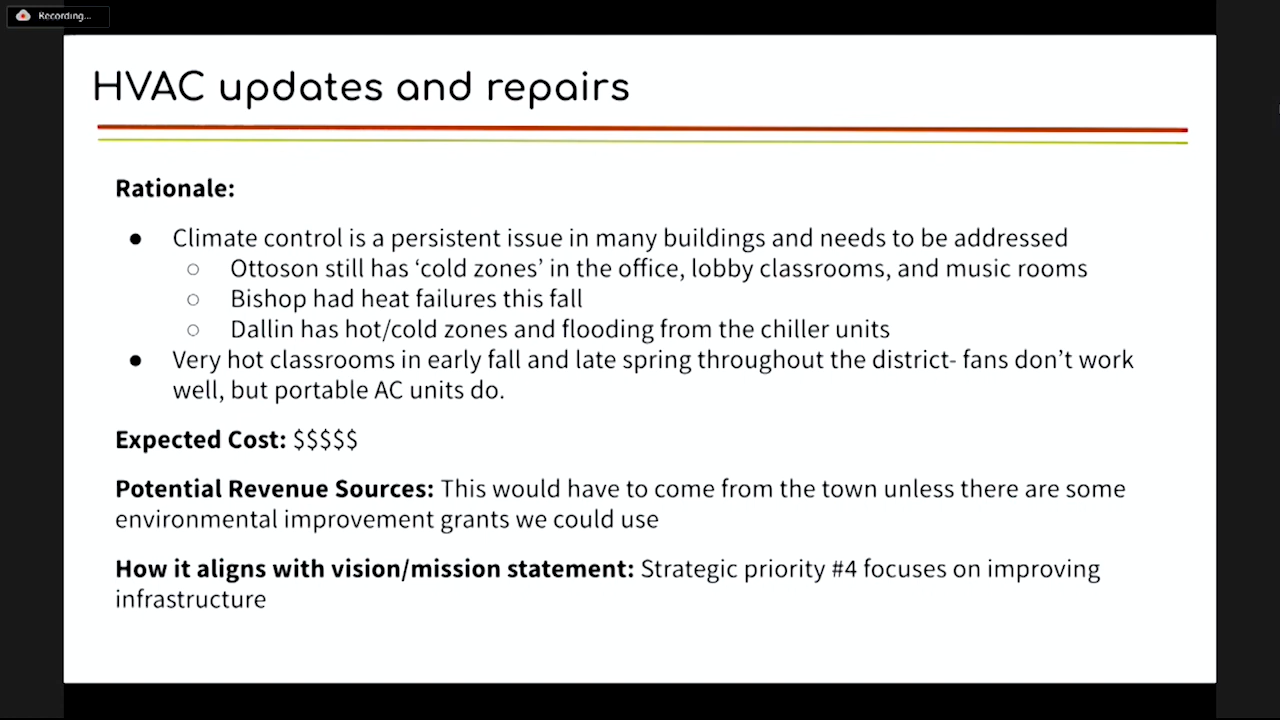 Recording...
HVAC updates and repairs
Rationale:
● Climate control is a persistent issue in many buildings and needs to be addressed
○ Ottoson still has ‘cold zones’ in the office, lobby classrooms, and music rooms
○ Bishop had heat failures this fall
○ Dallin has hot/cold zones and flooding from the chiller units
● Very hot classrooms in early fall and late spring throughout the district- fans don’t work
well, but portable AC units do.
Expected Cost: $$$$$
Potential Revenue Sources: This would have to come from the town unless there are some
environmental improvement grants we could use
How it aligns with vision/mission statement: Strategic priority #4 focuses on improving
infrastructure